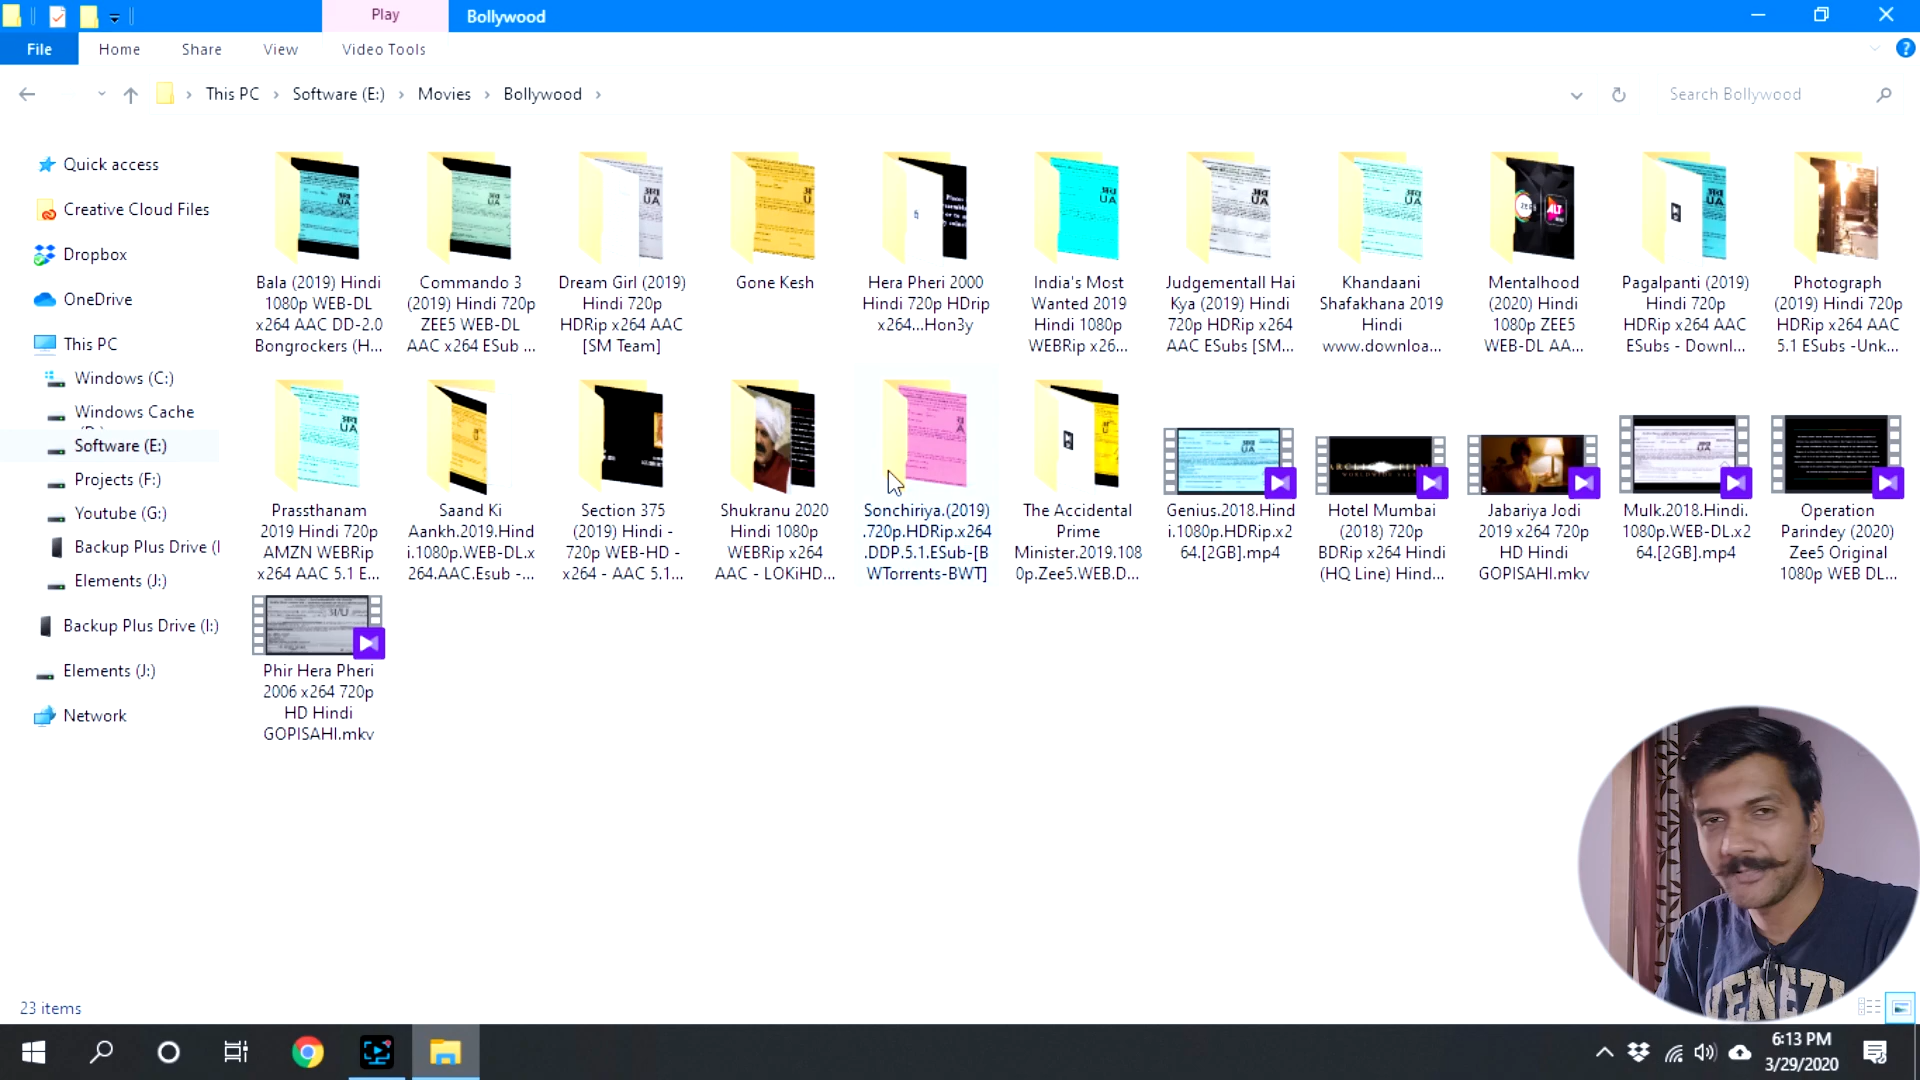 Play
Bollywood
File
Home
Share
View
Video Tools
This PC
Software (E:)
Movies
Bollywood
Search Bollywood
Quick access
Creative Cloud Files
Dropbox
OneDrive
This PC
Windows (C:)
Windows Cache
Software (E:)
Projects (F:)
Youtube (G:)
Backup Plus Drive (I
Elements (J:)
Backup Plus Drive (I:)
Elements (J:)
Network
Bala (2019) Hindi
1080p WEB-DL
x264 AAC DD-2.0
Bongrockers (H...
Commando 3
(2019) Hindi 720p
ZEE5 WEB-DL
AAC x264 ESub ...
Dream Girl (2019)
Hindi 720p
HDRip x264 AAC
[SM Team]
Gone Kesh
Hera Pheri 2000
Hindi 720p HDrip
x264...Hon3y
India's Most
Wanted 2019
Hindi 1080p
WEBRip x26...
Judgementall Hai
Kya (2019) Hindi
720p HDRip x264
AAC ESubs [SM...
Khandaani
Shafakhana 2019
Hindi
www.downloa...
Mentalhood
(2020) Hindi
1080p ZEE5
WEB-DL AA...
Pagalpanti (2019)
Hindi 720p
HDRip x264 AAC
ESubs - Downl...
Photograph
(2019) Hindi 720p
HDRip x264 AAC
5.1 ESubs -Unk...
Prassthanam
2019 Hindi 720p
AMZN WEBRip
x264 AAC 5.1 E...
Saand Ki
Aankh.2019.Hind
i.1080p.WEB-DL.x
264.AAC.Esub -...
Section 375
(2019) Hindi -
720p WEB-HD -
x264 - AAC 5.1...
Shukranu 2020
Hindi 1080p
WEBRip x264
AAC - LOKiHD...
Sonchiriya.(2019)
.720p.HDRip.x264
.DDP.5.1.ESub-[B
WTorrents-BWT]
The Accidental
Prime
Minister.2019.108
0p.Zee5.WEB.D...
Genius.2018.Hind
i.1080p.HDRip.x2
64.[2GB].mp4
Hotel Mumbai
(2018) 720p
BDRip x264 Hindi
(HQ Line) Hind...
Jabariya Jodi
2019 x264 720p
HD Hindi
GOPISAHI.mkv
Mulk.2018.Hindi.
1080p.WEB-DL.x2
64.[2GB].mp4
Operation
Parindey (2020)
Zee5 Original
1080p WEB DL...
Phir Hera Pheri
2006 x264 720p
HD Hindi
GOPISAHI.mkv
23 items
6:13 PM
3/29/2020